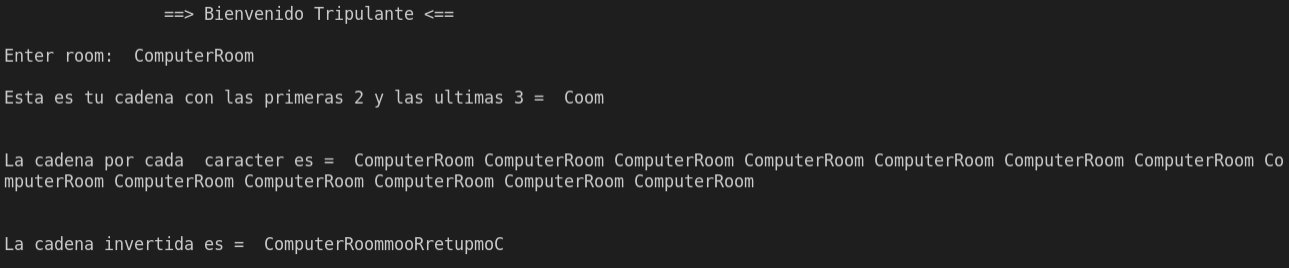 ==> Bienvenido Tripulante <==
Enter room:  ComputerRoom
Esta es tu cadena con las primeras 2 y las ultimas 3 =  Coom
La cadena por cada  caracter es =  ComputerRoom ComputerRoom ComputerRoom ComputerRoom ComputerRoom ComputerRoom ComputerRoom Co
mputerRoom ComputerRoom ComputerRoom ComputerRoom ComputerRoom ComputerRoom
La cadena invertida es =  ComputerRoommooRretupmoC